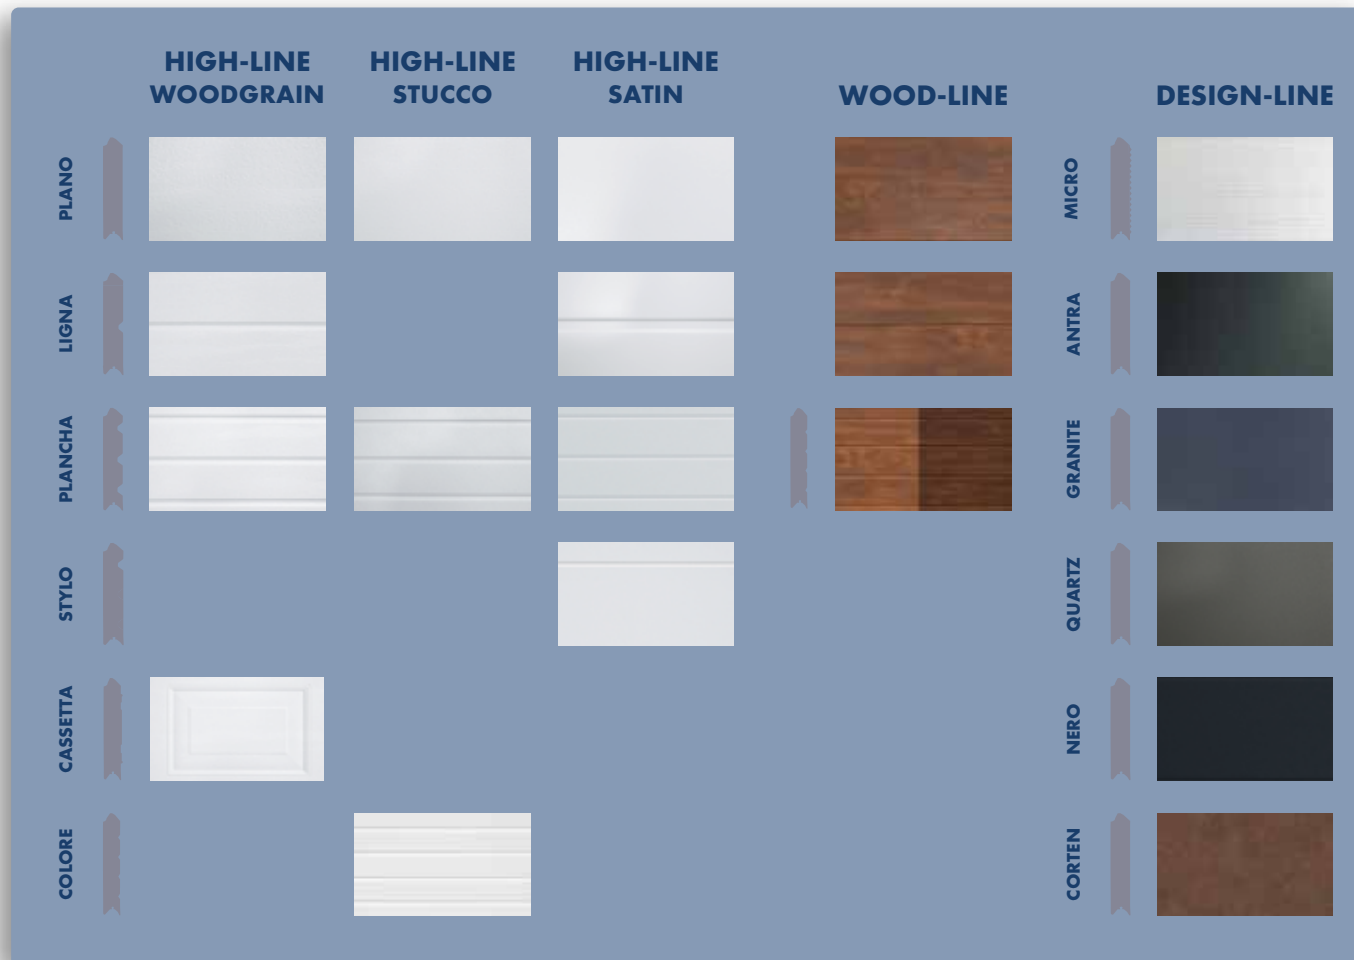 HIGH-LINE
WOODGRAIN
HIGH-LINE
STUCCO
HIGH-LINE
SATIN
WOOD-LINE
DESIGN-LINE
PLANO
LIGNA
PLANCHA
STYLO
CASSETTA
COLORE
MICRO
ANTRA
GRANITE
QUARTZ
NERO
CORTEN